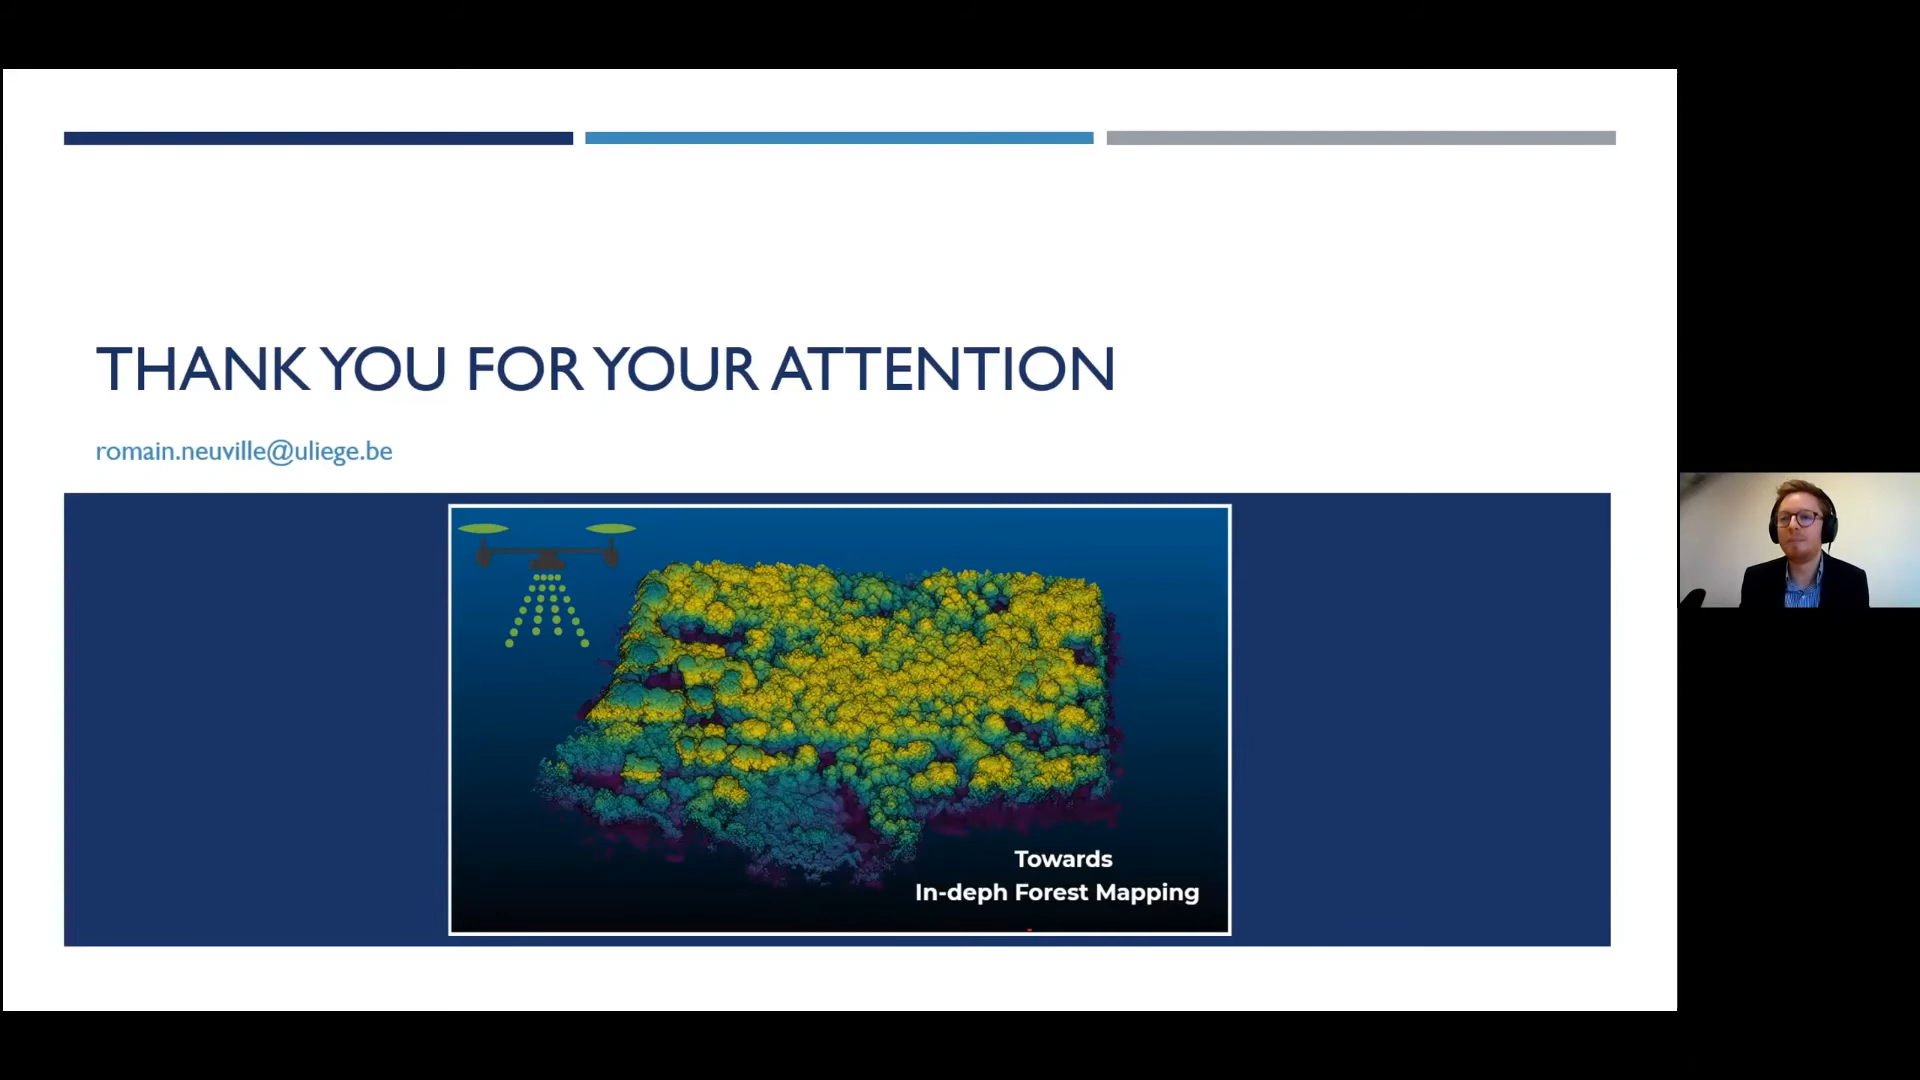 THANK YOU FOR YOUR ATTENTION
romain.neuville@uliege.be
Towards
In-deph Forest Mapping